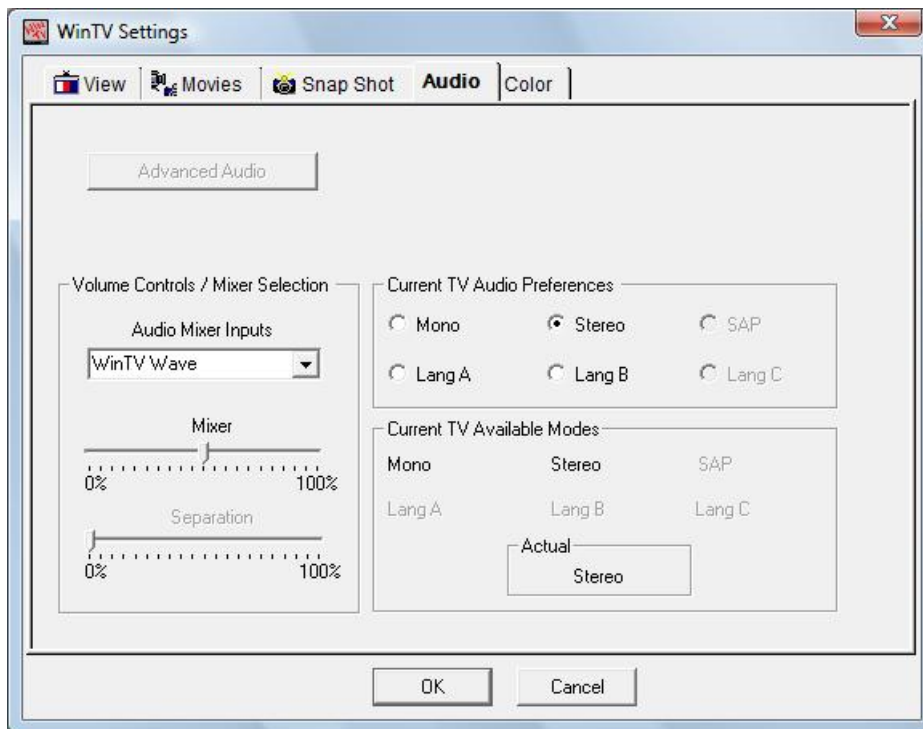 WinTV Settings
View Movies Snap Shot Audio Color
Advanced Audio
Volume Controls / Mixer Selection
Audio Mixer Inputs
WinTV Wave
Mixer
0% 100%
Separation
0% 100%
Current TV Audio Preferences
Mono Stereo SAP
Lang A Lang B Lang C
Current TV Available Modes
Mono Stereo SAP
Lang A Lang B Lang C
Actual
Stereo
OK Cancel